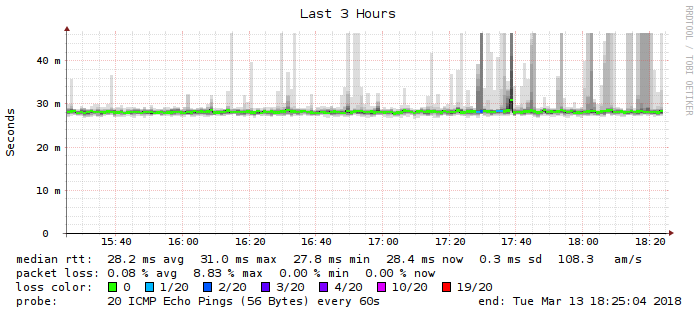 Last 3 Hours
RRDTOOL / TOBI OETIKER
Seconds
40 m
30 m
20 m
10 m
0
15:40 16:00 16:20 16:40 17:00 17:20 17:40 18:00 18:20
median rtt: 28.2 ms avg 31.0 ms max 27.8 ms min 28.4 ms now 0.3 ms sd 108.3 am/s
packet loss: 0.08 % avg 8.83 % max 0.00 % min 0.00 % now
loss color: 0 1/20 2/20 3/20 4/20 10/20 19/20
probe: 20 ICMP Echo Pings (56 Bytes) every 60s end: Tue Mar 13 18:25:04 2018